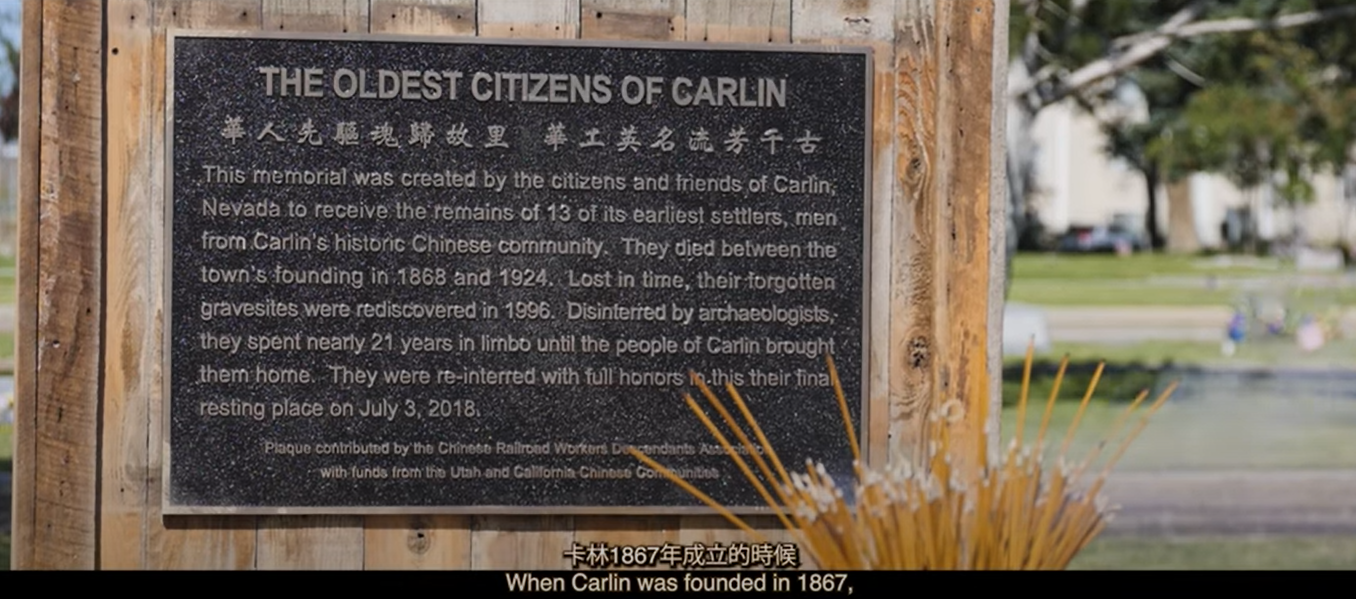 THE OLDEST CITIZENS OF CARLIN
華人先驅魂歸故里 華工英名流芳千古
This memorial was created by the citizens and friends of Carlin,
Nevada to receive the remains of 13 of its earliest settlers, men
from Carlin's historic Chinese community. They died between the
town's founding in 1868 and 1924. Lost in time, their forgotten
gravesites were rediscovered in 1996. Disinterred by archaeologists,
they spent nearly 21 years in limbo until the people of Carlin brought
them home. They were re-interred with full honors in this their final
resting place on July 3, 2018.
Plaque contributed by the Chinese Railroad Workers Descendants Association
with funds from the Utah and California Chinese Communities
卡林1867年成立的時候
When Carlin was founded in 1867,